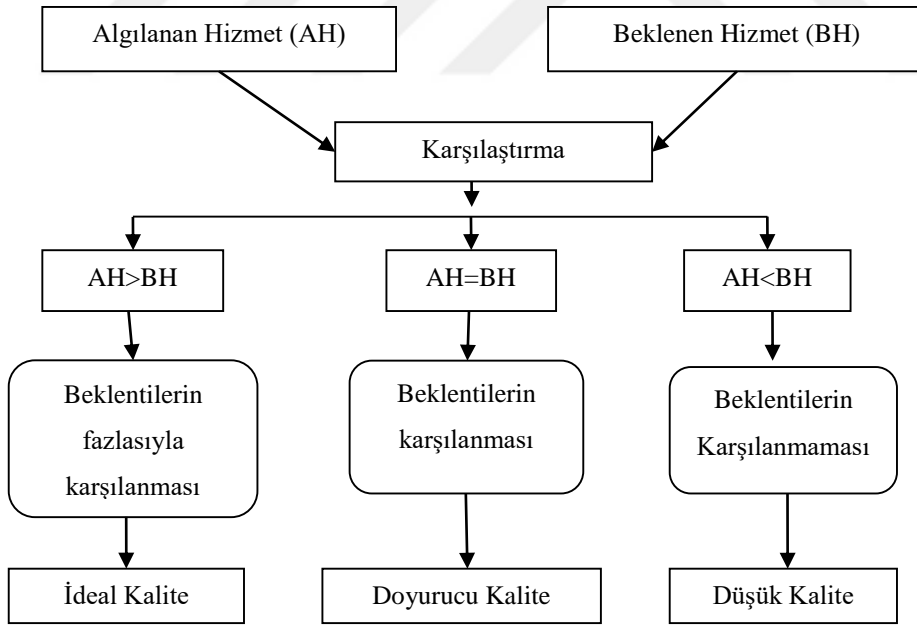 Algılanan Hizmet (AH)
Beklenen Hizmet (BH)
Karşılaştırma
AH>BH
AH=BH
AH<BH
Beklentilerin
fazlasıyla
karşılanması
Beklentilerin
karşılanması
Beklentilerin
Karşılanmaması
İdeal Kalite
Doyurucu Kalite
Düşük Kalite